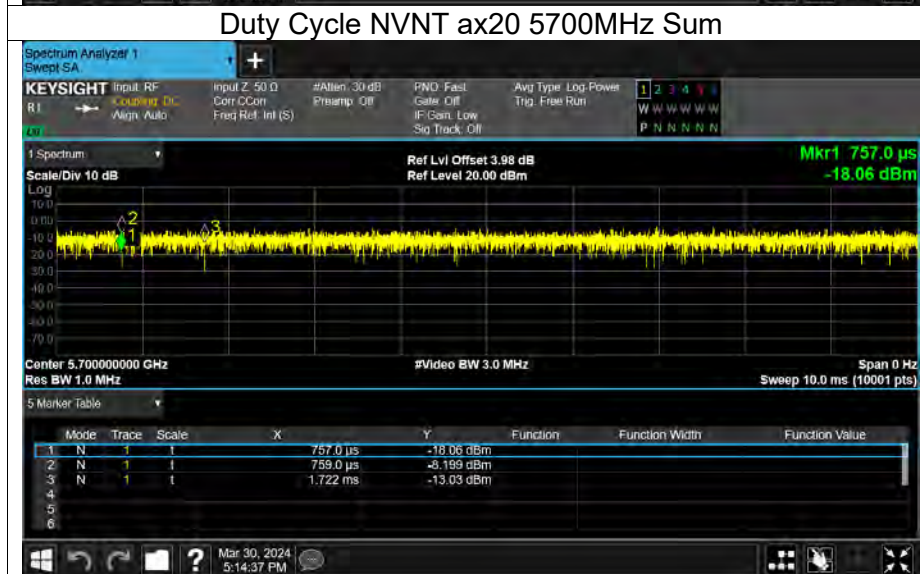 Duty Cycle NVNT ax20 5700MHz Sum
Spectrum Analyzer 1
Swept SA
+
KEYSIGHT Input: RF Input Z: 50 Ω #Atten: 30 dB PNO: Fast Avg Type: Log-Power 1 2 3 4 5 6
Coupling: DC Corr CCorr Preamp: Off Gate: Off Trig: Free Run W W W W W W
Align: Auto Freq Ref: Int (S) IF Gain: Low
Sig Track: Off P N N N N N
1 Spectrum Ref Lvl Offset 3.98 dB Mkr1 757.0 µs
Scale/Div 10 dB Ref Level 20.00 dBm -18.06 dBm
Log
10.0
0.00
-10.0
-20.0
-30.0
-40.0
-50.0
-60.0
-70.0
2
1
3
Center 5.700000000 GHz #Video BW 3.0 MHz Span 0 Hz
Res BW 1.0 MHz Sweep 10.0 ms (10001 pts)
5 Marker Table
Mode Trace Scale X Y Function Function Width Function Value
1 N 1 t 757.0 µs -18.06 dBm
2 N 1 t 759.0 µs -8.199 dBm
3 N 1 t 1.722 ms -13.03 dBm
4
5
6
? Mar 30, 2024
5:14:37 PM